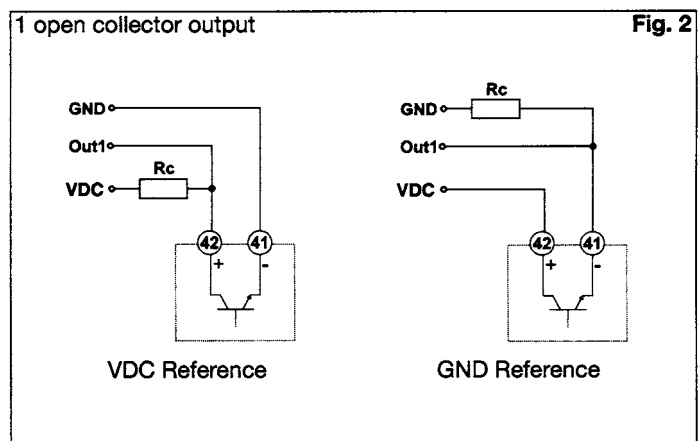 1 open collector output
Fig. 2
GND
Out1
Rc
VDC
42
41
+
-
VDC Reference
Rc
GND
Out1
VDC
42
41
+
-
GND Reference